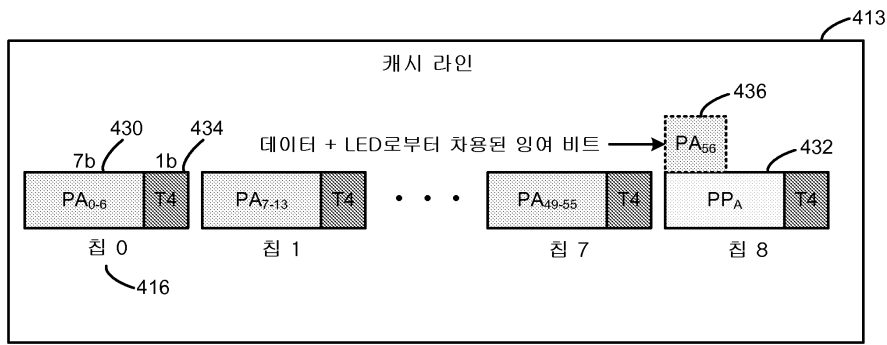 413
캐시 라인
436
430
434
데이터 + LED로부터 차용된 잉여 비트
PA56
432
7b
1b
PA0-6
T4
PA7-13
T4
• • •
PA49-55
T4
PPA
T4
칩 0
칩 1
칩 7
칩 8
416